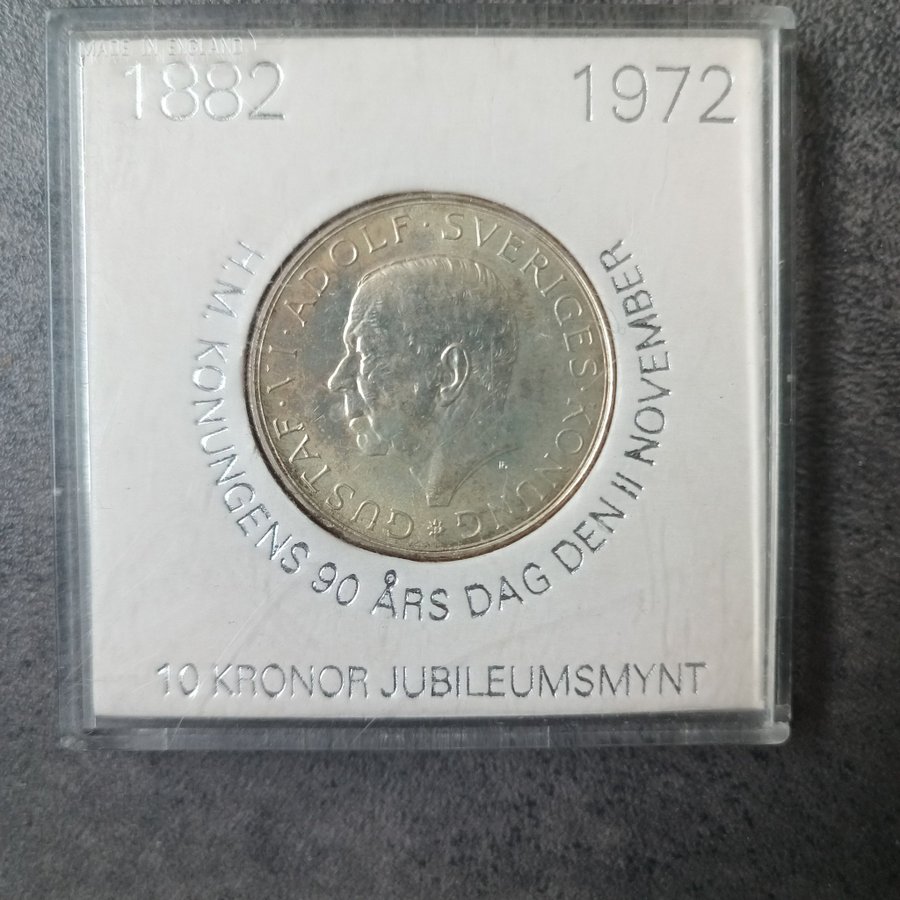 MADE IN ENGLAND
1882 1972
GUSTAF·VI·ADOLF·SVERIGES·KONUNG
H.M. KONUNGENS 90 ÅRS DAG DEN 11 NOVEMBER
10 KRONOR JUBILEUMSMYNT